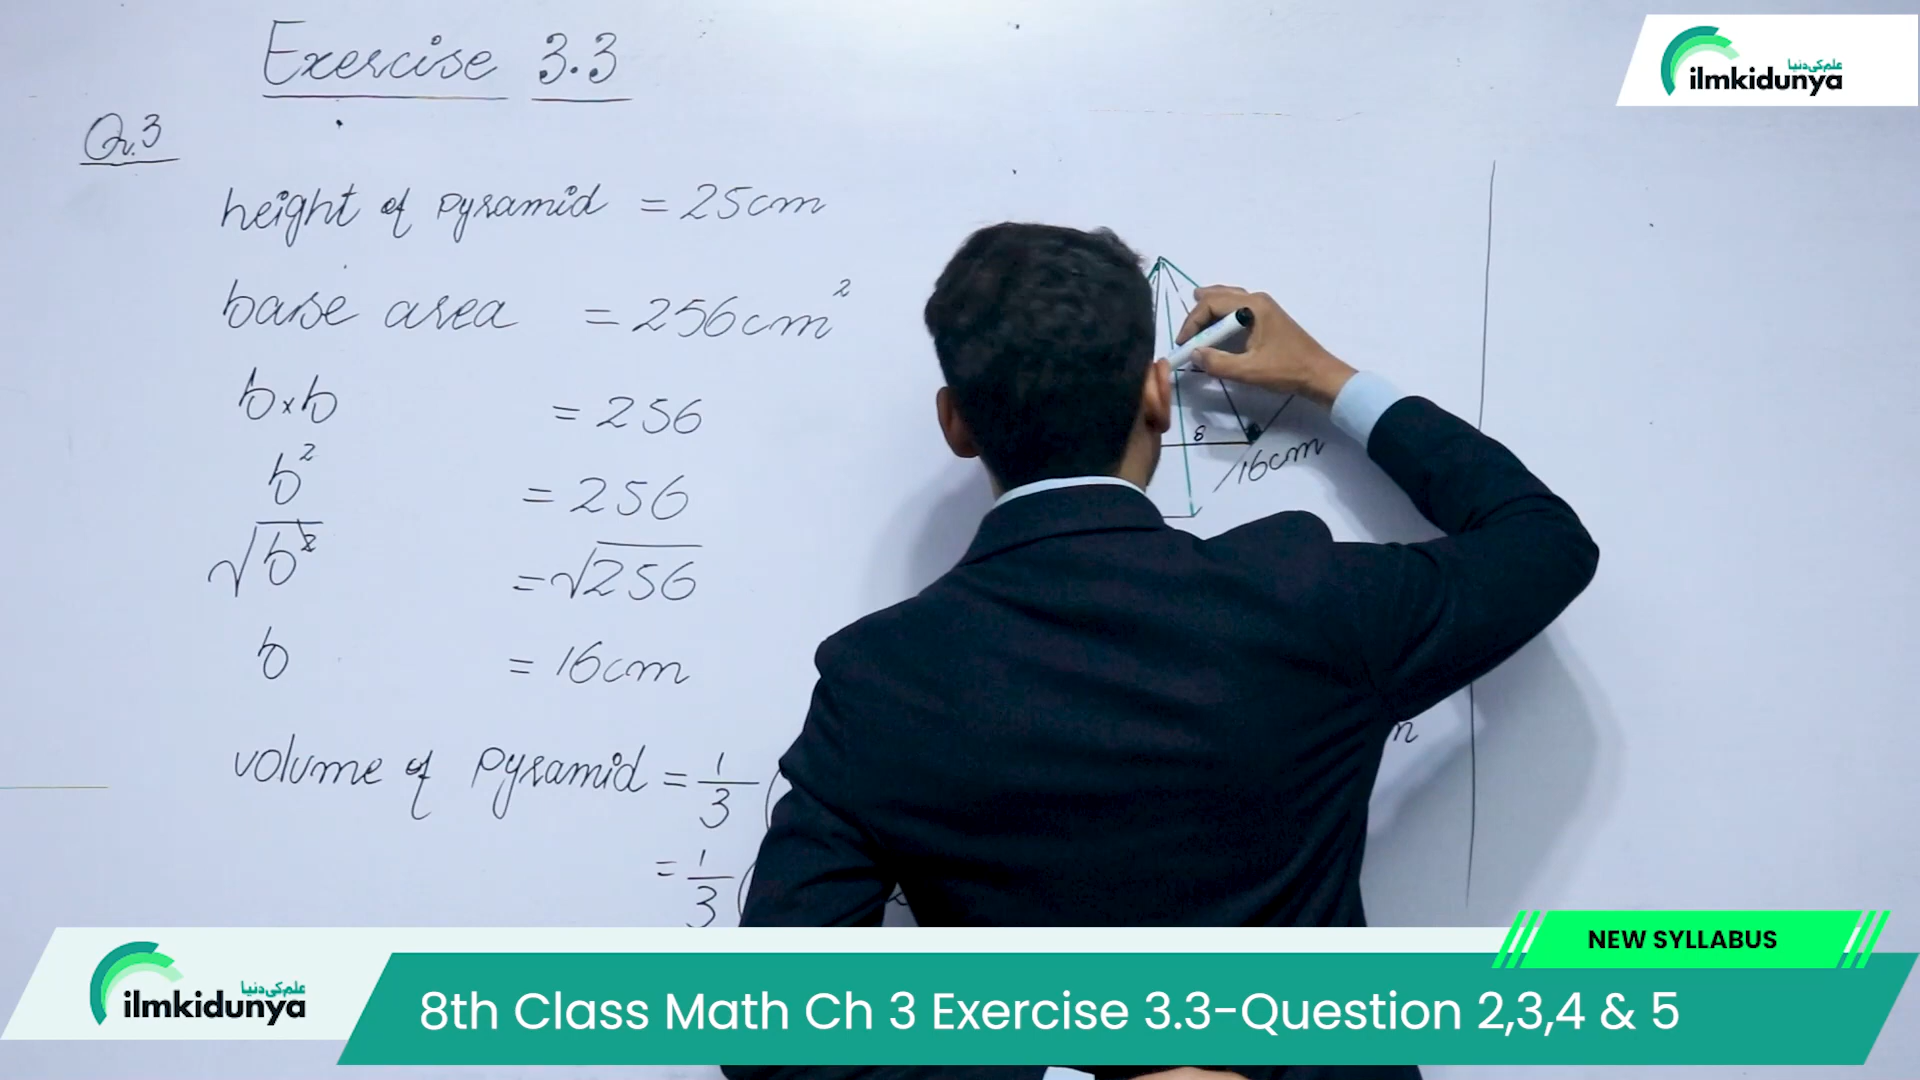 Exercise 3.3
علم کی دنیا
ilmkidunya
Q.3
height of pyramid = 25cm
base area = 256cm²
b×b = 256
b² = 256
√b² = √256
b = 16cm
8
16cm
volume of pyramid = 1/3 (
= 1/3 (
NEW SYLLABUS
علم کی دنیا
ilmkidunya
8th Class Math Ch 3 Exercise 3.3-Question 2,3,4 & 5